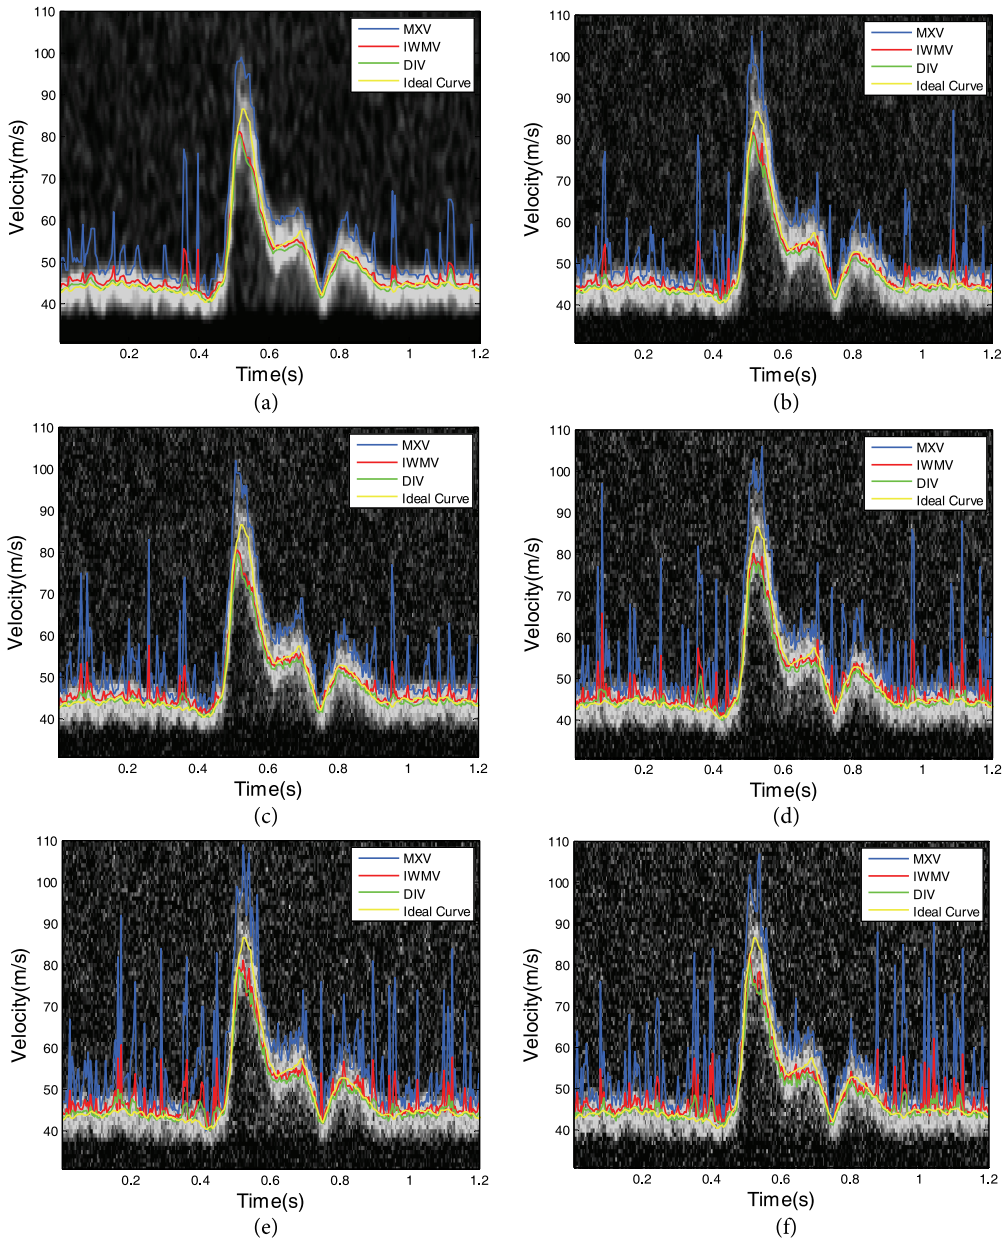 110
100
90
80
70
60
50
40
Velocity(m/s)
MXV
IWMV
DIV
Ideal Curve
0.2 0.4 0.6 0.8 1 1.2
Time(s)
(a)
110
100
90
80
70
60
50
40
Velocity(m/s)
MXV
IWMV
DIV
Ideal Curve
0.2 0.4 0.6 0.8 1 1.2
Time(s)
(b)
110
100
90
80
70
60
50
40
Velocity(m/s)
MXV
IWMV
DIV
Ideal Curve
0.2 0.4 0.6 0.8 1 1.2
Time(s)
(c)
110
100
90
80
70
60
50
40
Velocity(m/s)
MXV
IWMV
DIV
Ideal Curve
0.2 0.4 0.6 0.8 1 1.2
Time(s)
(d)
110
100
90
80
70
60
50
40
Velocity(m/s)
MXV
IWMV
DIV
Ideal Curve
0.2 0.4 0.6 0.8 1 1.2
Time(s)
(e)
110
100
90
80
70
60
50
40
Velocity(m/s)
MXV
IWMV
DIV
Ideal Curve
0.2 0.4 0.6 0.8 1 1.2
Time(s)
(f)